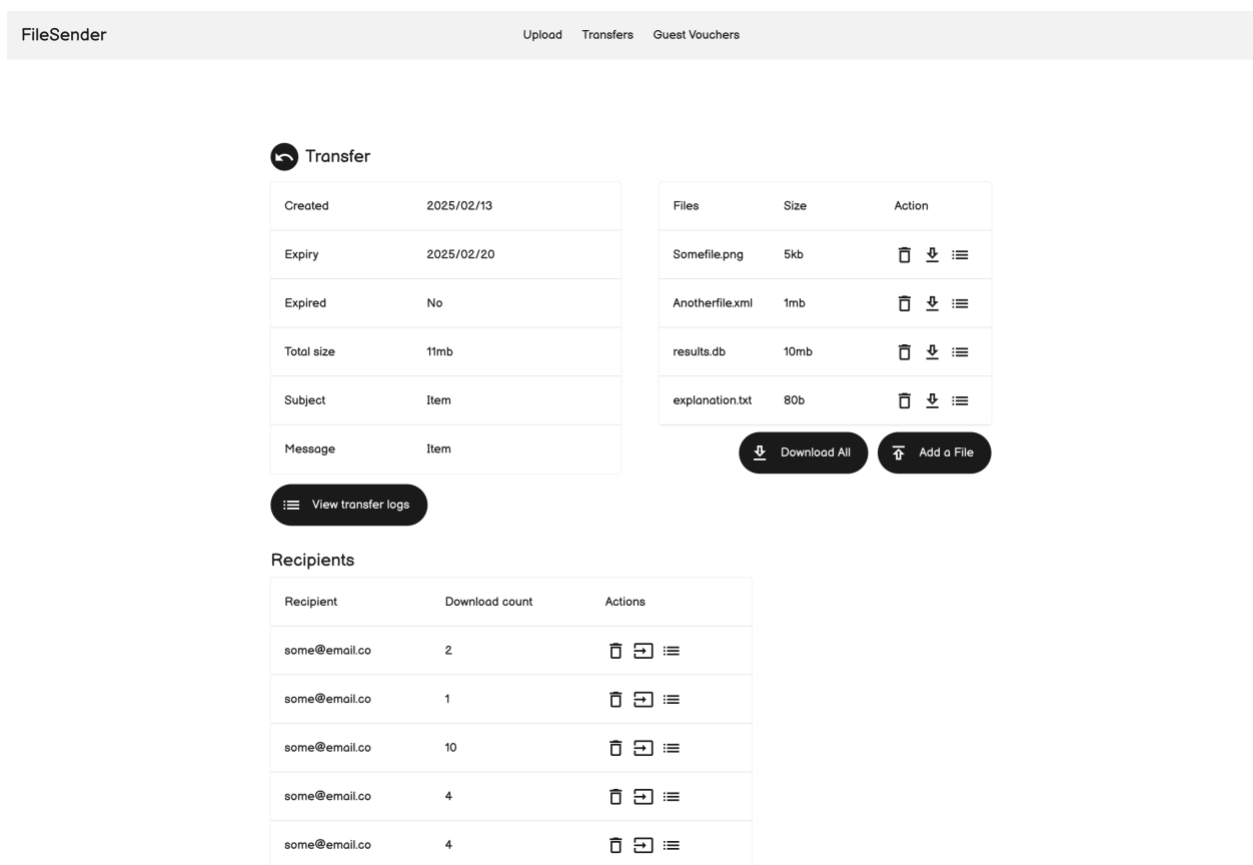 FileSender
Upload Transfers Guest Vouchers
Transfer
Created 2025/02/13
Expiry 2025/02/20
Expired No
Total size 11mb
Subject Item
Message Item
View transfer logs
Files Size Action
Somefile.png 5kb
Anotherfile.xml 1mb
results.db 10mb
explanation.txt 80b
Download All Add a File
Recipients
Recipient Download count Actions
some@email.co 2
some@email.co 1
some@email.co 10
some@email.co 4
some@email.co 4